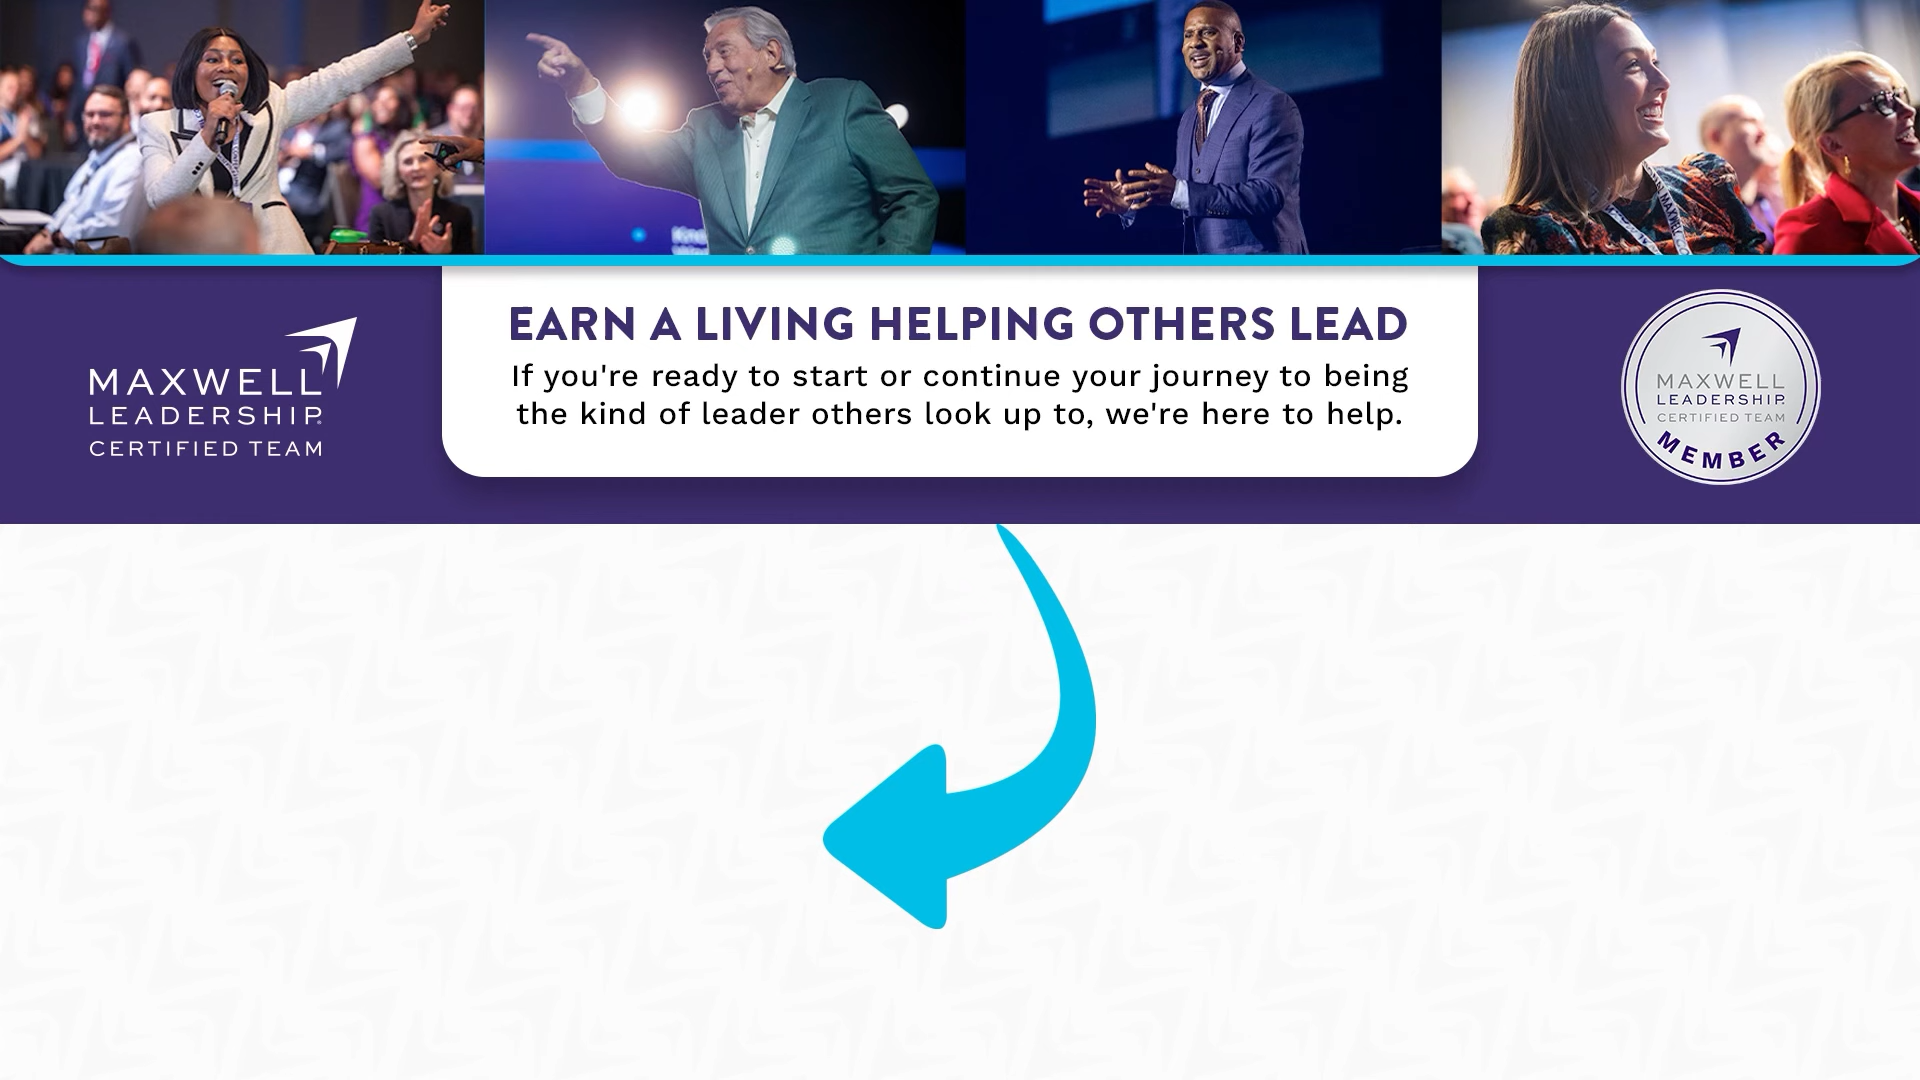 EARN A LIVING HELPING OTHERS LEAD
If you're ready to start or continue your journey to being
the kind of leader others look up to, we're here to help.
MAXWELL
LEADERSHIP®
CERTIFIED TEAM
MAXWELL
LEADERSHIP
CERTIFIED TEAM
MEMBER